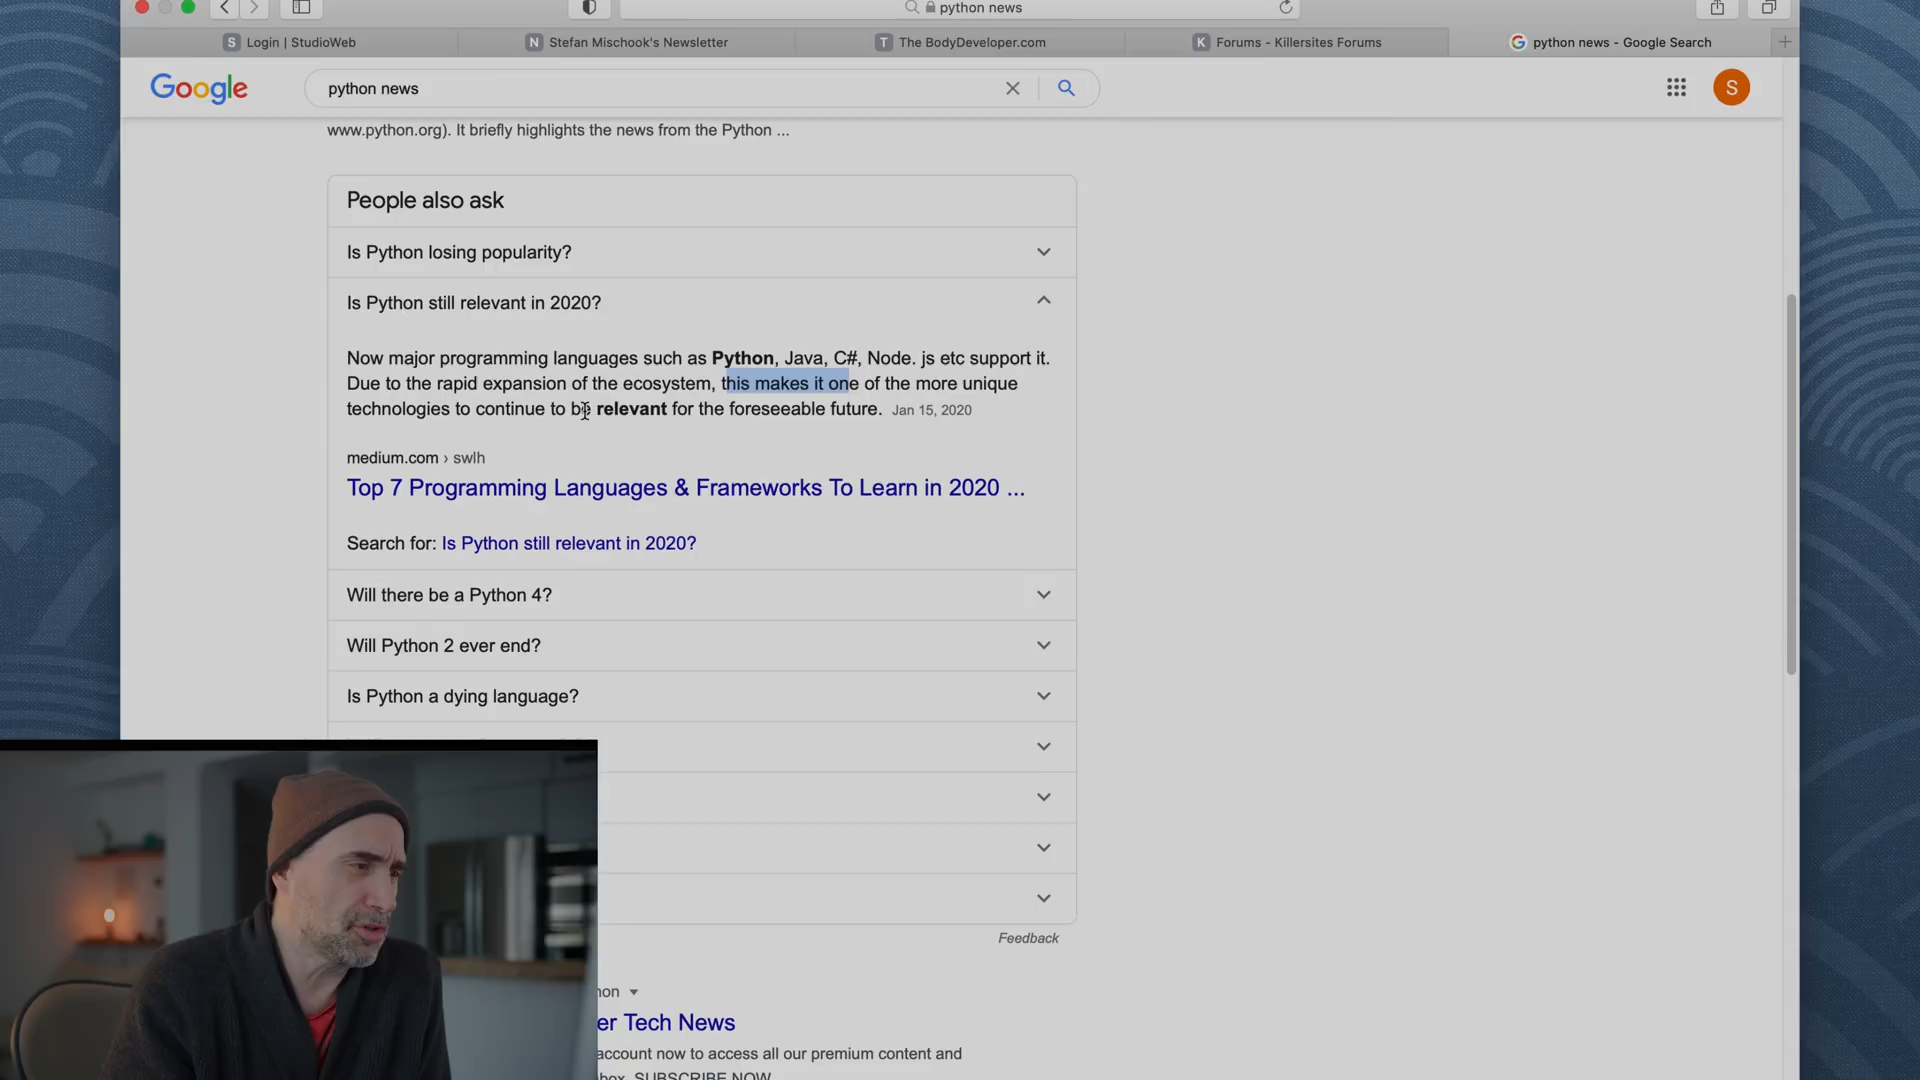 python news
S Login | StudioWeb
N Stefan Mischook's Newsletter
T The BodyDeveloper.com
K Forums - Killersites Forums
python news - Google Search
Google
python news
S
www.python.org). It briefly highlights the news from the Python ...
People also ask
Is Python losing popularity?
Is Python still relevant in 2020?
Now major programming languages such as Python, Java, C#, Node. js etc support it.
Due to the rapid expansion of the ecosystem, this makes it one of the more unique
technologies to continue to be relevant for the foreseeable future. Jan 15, 2020
medium.com › swlh
Top 7 Programming Languages & Frameworks To Learn in 2020 ...
Search for: Is Python still relevant in 2020?
Will there be a Python 4?
Will Python 2 ever end?
Is Python a dying language?
Feedback
hon
er Tech News
account now to access all our premium content and
box. SUBSCRIBE NOW